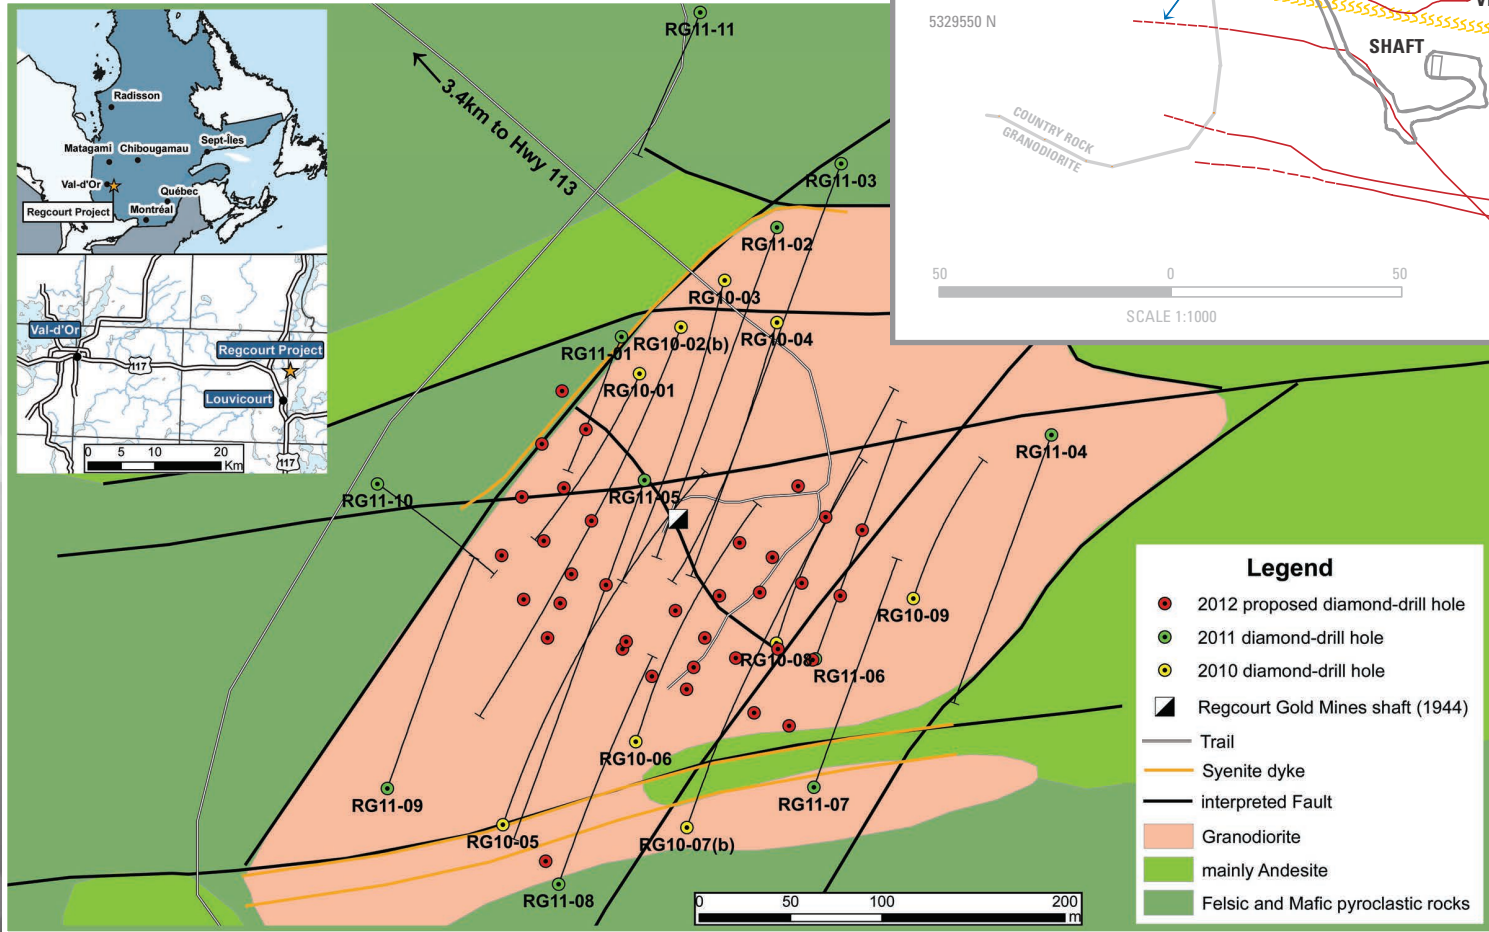 Radisson
Matagami
Chibougamau
Sept-Îles
Val-d'Or
Québec
Regcourt Project
Montréal
Val-d'Or
117
Regcourt Project
Louvicourt
0 5 10 20
Km
117
RG11-11
3.4km to Hwy 113
RG11-03
RG11-02
RG10-03
RG11-01
RG10-02(b)
RG10-04
RG10-01
RG11-04
RG11-10
RG11-05
RG10-09
RG10-08
RG11-06
RG10-06
RG11-09
RG11-07
RG10-05
RG10-07(b)
RG11-08
0 50 100 200
m
5329550 N
SHAFT
COUNTRY ROCK
GRANODIORITE
50 0 50
SCALE 1:1000
Legend
2012 proposed diamond-drill hole
2011 diamond-drill hole
2010 diamond-drill hole
Regcourt Gold Mines shaft (1944)
Trail
Syenite dyke
interpreted Fault
Granodiorite
mainly Andesite
Felsic and Mafic pyroclastic rocks